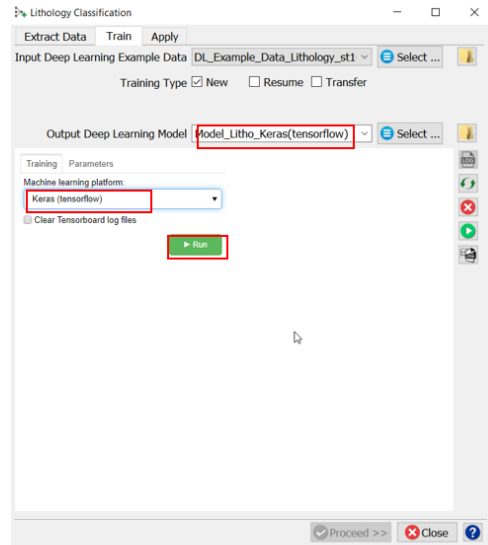 Lithology Classification
Extract Data Train Apply
Input Deep Learning Example Data DL_Example_Data_Lithology_st1 Select ...
Training Type New Resume Transfer
Output Deep Learning Model Model_Litho_Keras(tensorflow) Select ...
Training Parameters
Machine learning platform:
Keras (tensorflow)
Clear Tensorboard log files
Run
Proceed >> Close ?